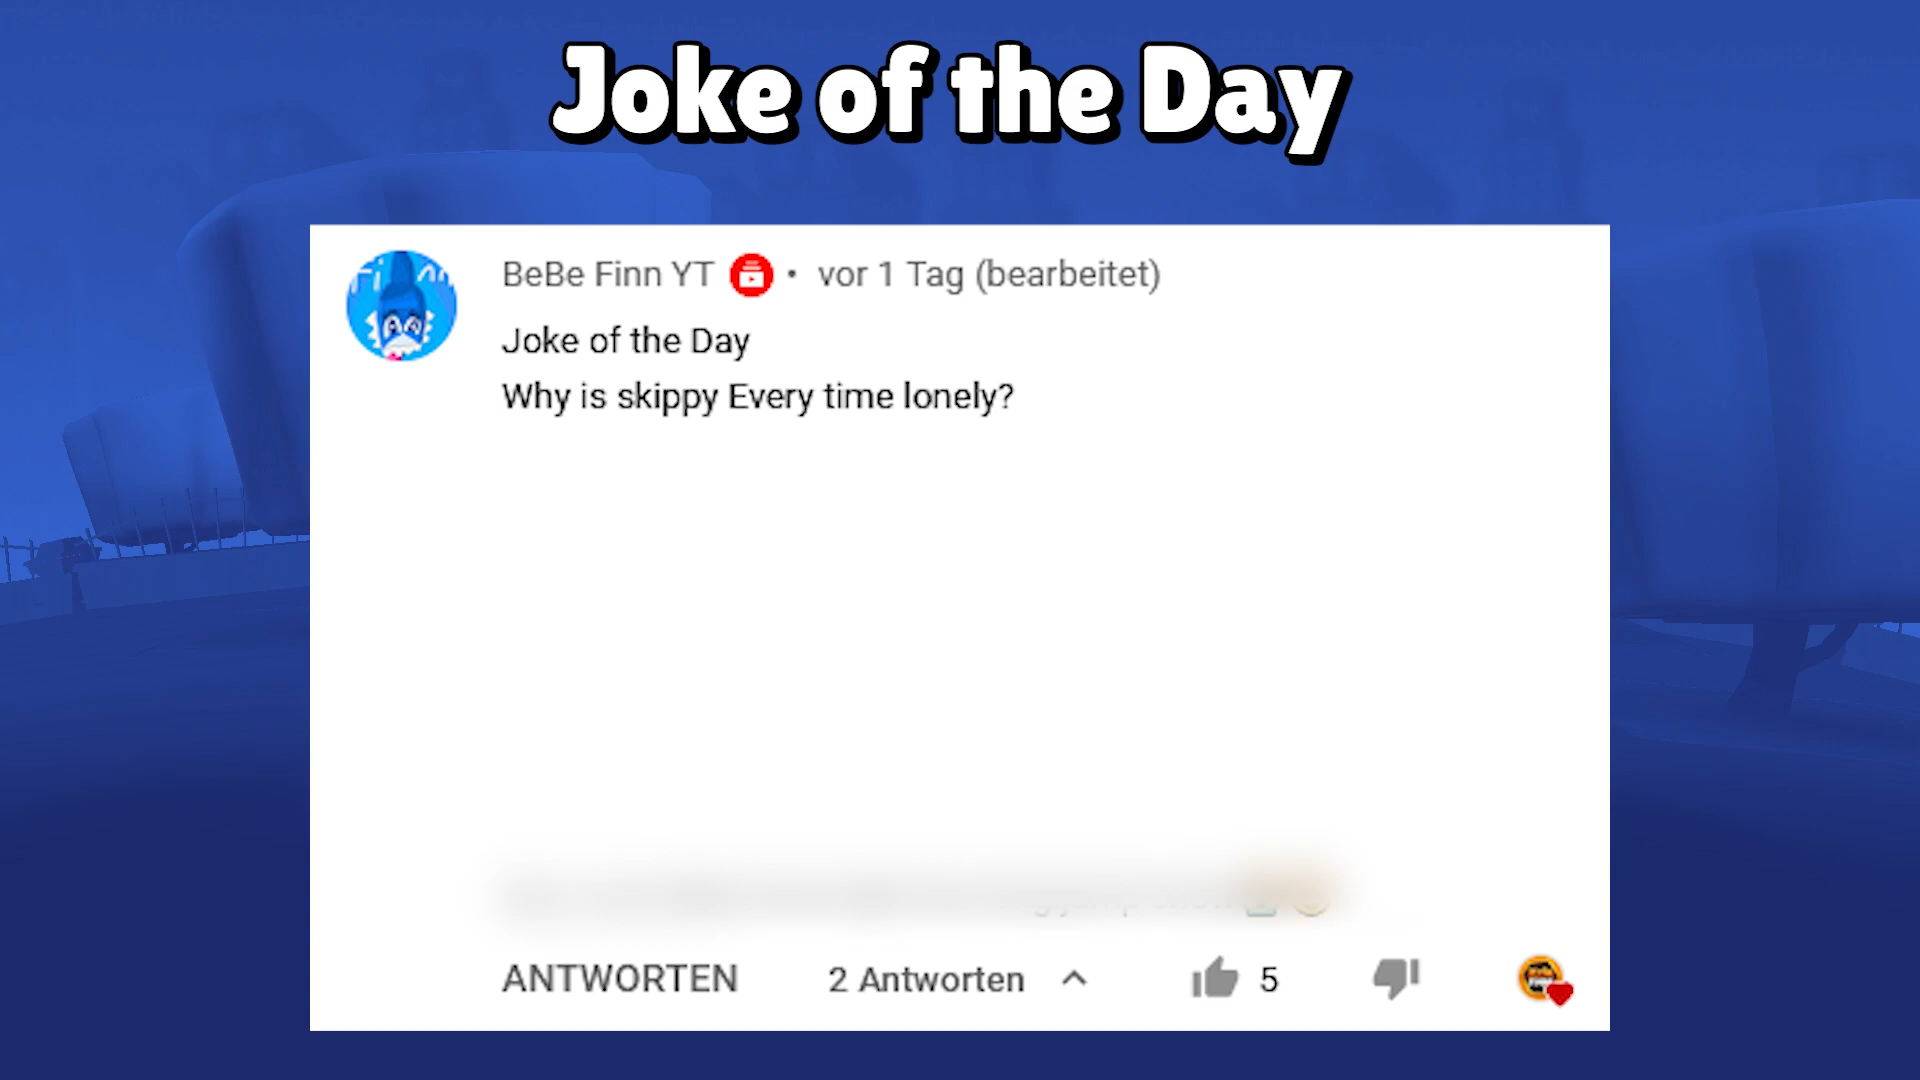 Joke of the Day
BeBe Finn YT • vor 1 Tag (bearbeitet)
Joke of the Day
Why is skippy Every time lonely?
ANTWORTEN 2 Antworten 5